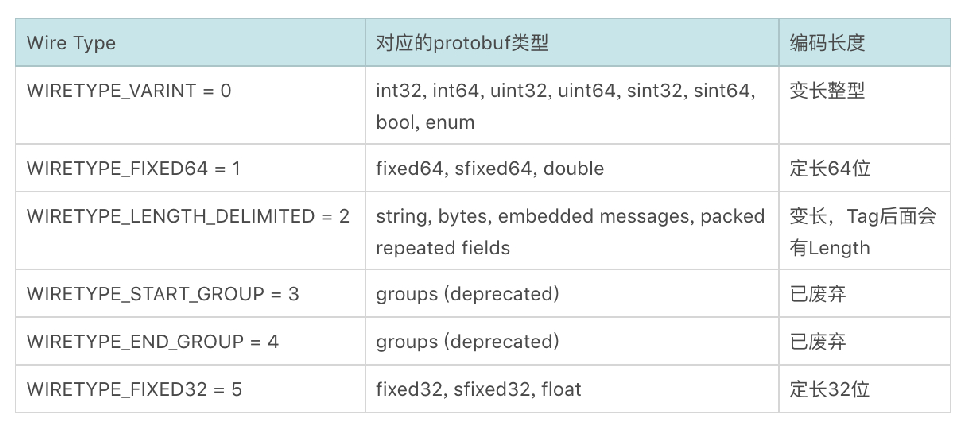 Wire Type 对应的protobuf类型 编码长度
WIRETYPE_VARINT = 0 int32, int64, uint32, uint64, sint32, sint64, 变长整型
bool, enum
WIRETYPE_FIXED64 = 1 fixed64, sfixed64, double 定长64位
WIRETYPE_LENGTH_DELIMITED = 2 string, bytes, embedded messages, packed 变长，Tag后面会
repeated fields 有Length
WIRETYPE_START_GROUP = 3 groups (deprecated) 已废弃
WIRETYPE_END_GROUP = 4 groups (deprecated) 已废弃
WIRETYPE_FIXED32 = 5 fixed32, sfixed32, float 定长32位